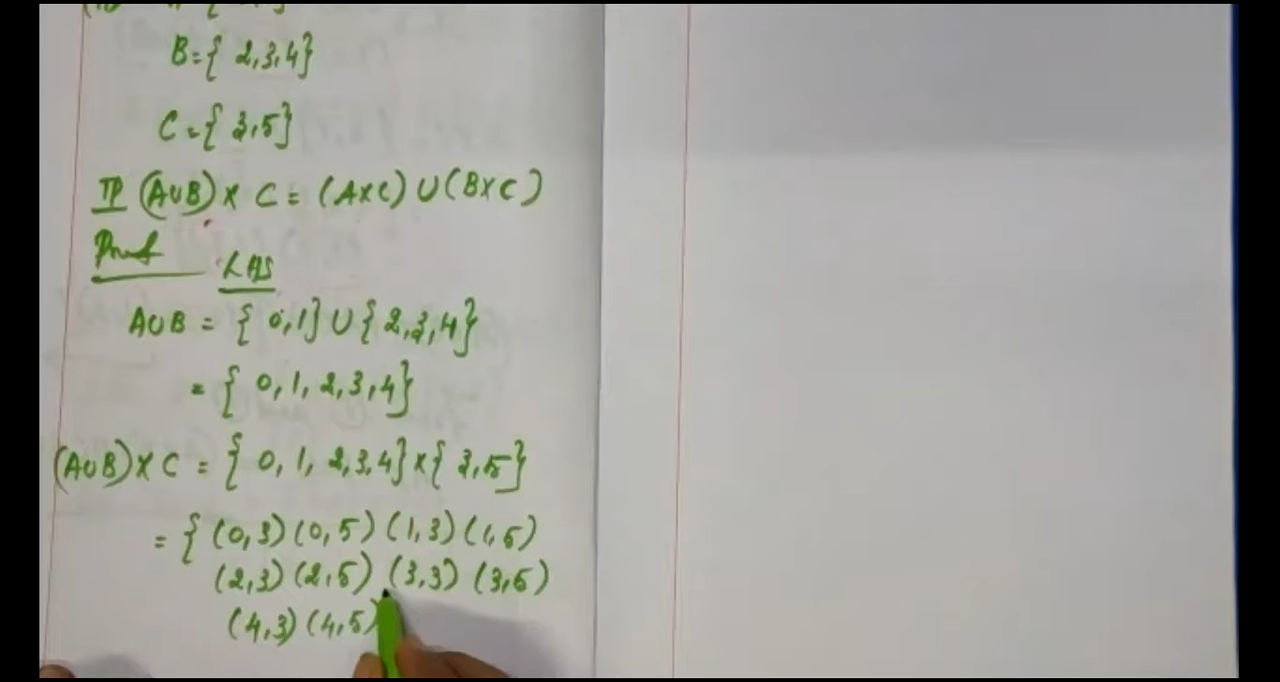 B={ 2,3,4}
C={ 3,5}
TP (A∪B) × C = (A×C) ∪ (B×C)
Proof LHS
A∪B = { 0,1} ∪ { 2,3,4}
= { 0, 1, 2, 3, 4}
(A∪B) × C = { 0, 1, 2,3,4} × { 3,5}
= { (0,3) (0,5) (1,3) (1,5)
(2,3) (2,5) (3,3) (3,5)
(4,3) (4,5)